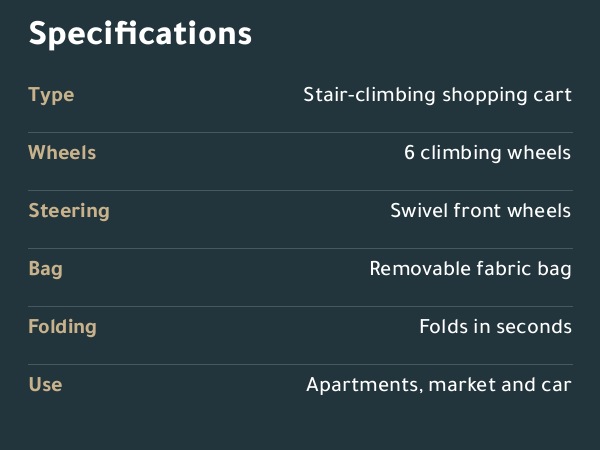 Specifications
Type Stair-climbing shopping cart
Wheels 6 climbing wheels
Steering Swivel front wheels
Bag Removable fabric bag
Folding Folds in seconds
Use Apartments, market and car